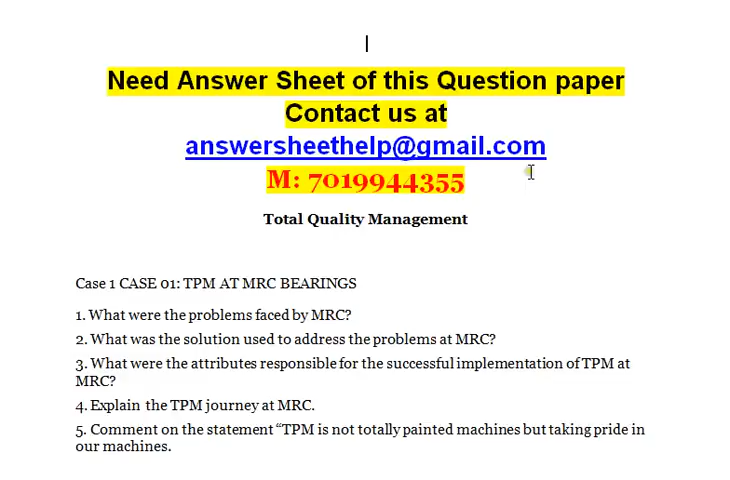 Need Answer Sheet of this Question paper
Contact us at
answersheethelp@gmail.com
M: 7019944355
Total Quality Management
Case 1 CASE 01: TPM AT MRC BEARINGS
1. What were the problems faced by MRC?
2. What was the solution used to address the problems at MRC?
3. What were the attributes responsible for the successful implementation of TPM at
MRC?
4. Explain the TPM journey at MRC.
5. Comment on the statement “TPM is not totally painted machines but taking pride in
our machines.